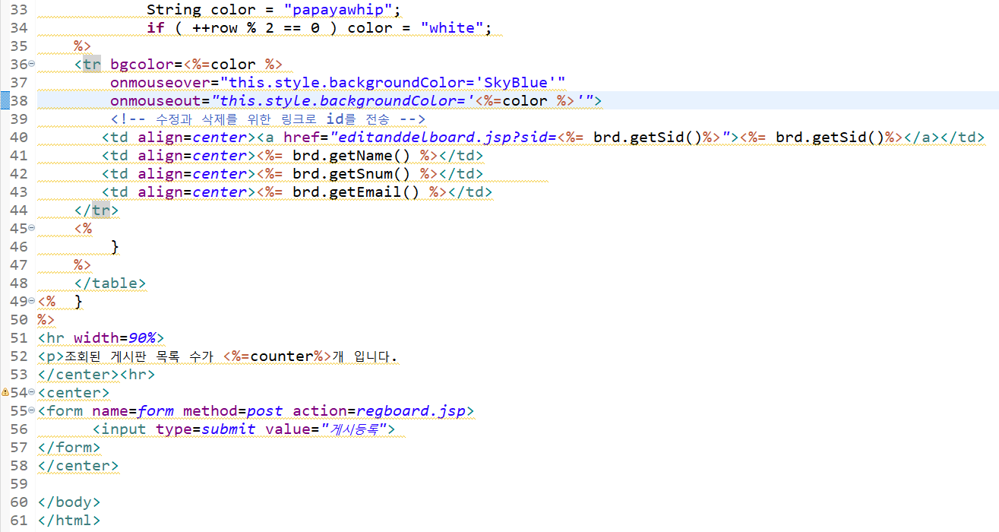 33             String color = "papayawhip";
34             if ( ++row % 2 == 0 ) color = "white";
35     %>
36     <tr bgcolor=<%=color %>
37         onmouseover="this.style.backgroundColor='SkyBlue'"
38         onmouseout="this.style.backgroundColor='<%=color %>'">
39         <!-- 수정과 삭제를 위한 링크로 id를 전송 -->
40        <td align=center><a href="editanddelboard.jsp?sid=<%= brd.getSid()%>"><%= brd.getSid()%></a></td>
41        <td align=center><%= brd.getName() %></td>
42        <td align=center><%= brd.getSnum() %></td>
43        <td align=center><%= brd.getEmail() %></td>
44     </tr>
45     <%
46         }
47     %>
48     </table>
49 <%  }
50 %>
51 <hr width=90%>
52 <p>조회된 게시판 목록 수가 <%=counter%>개 입니다.
53 </center><hr>
54 <center>
55 <form name=form method=post action=regboard.jsp>
56       <input type=submit value="게시등록">
57 </form>
58 </center>
59
60 </body>
61 </html>